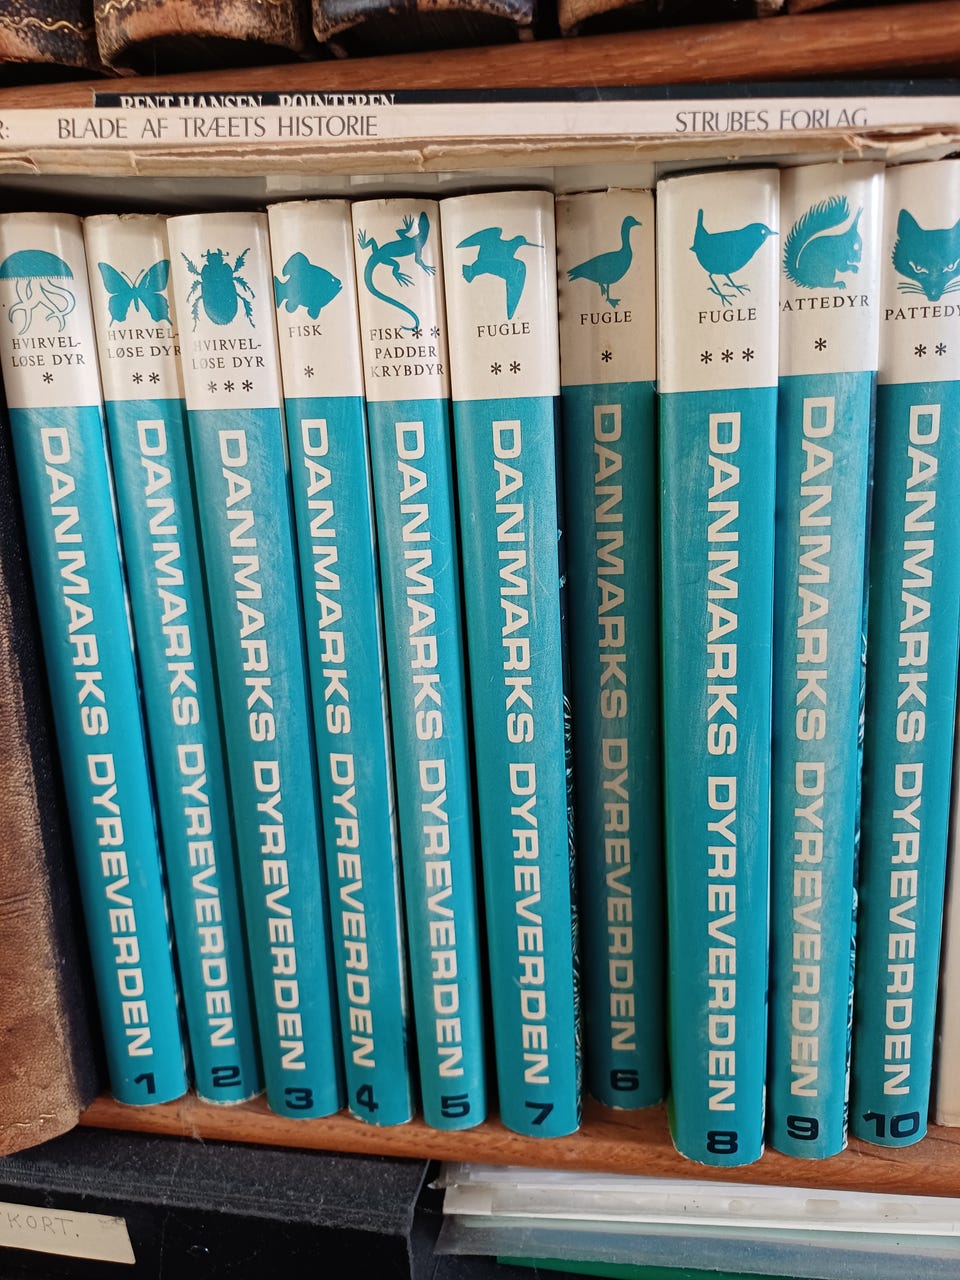 BENT HANSEN POINTEREN
R: BLADE AF TRÆETS HISTORIE STRUBES FORLAG
HVIRVEL-
LØSE DYR
*
DANMARKS DYREVERDEN
1
HVIRVEL-
LØSE DYR
**
DANMARKS DYREVERDEN
2
HVIRVEL-
LØSE DYR
***
DANMARKS DYREVERDEN
3
FISK
*
DANMARKS DYREVERDEN
4
FISK **
PADDER
KRYBDYR
DANMARKS DYREVERDEN
5
FUGLE
**
DANMARKS DYREVERDEN
7
FUGLE
*
DANMARKS DYREVERDEN
6
FUGLE
***
DANMARKS DYREVERDEN
8
PATTEDYR
*
DANMARKS DYREVERDEN
9
PATTEDY
**
DANMARKS DYREVERDEN
10
KORT.